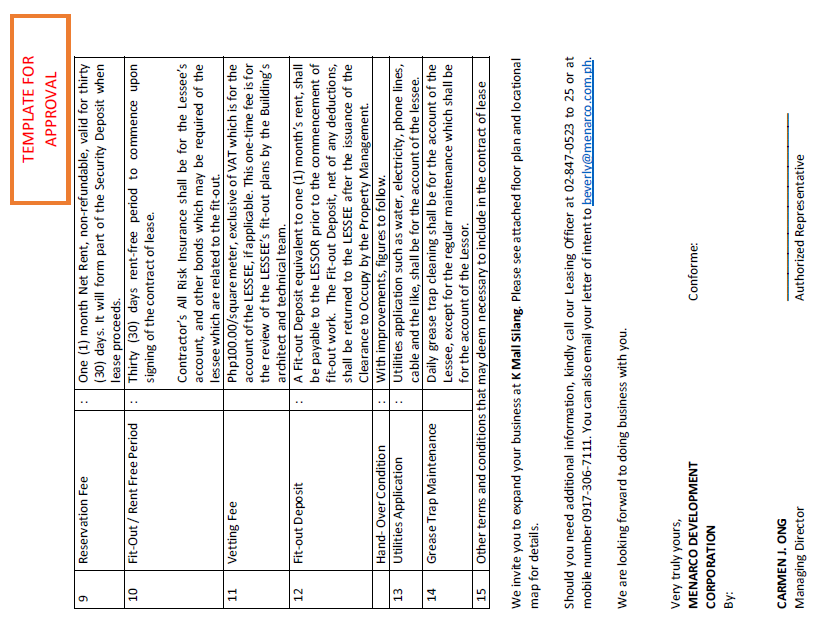 TEMPLATE FOR
APPROVAL
9 Reservation Fee : One (1) month Net Rent, non-refundable, valid for thirty
(30) days. It will form part of the Security Deposit when
lease proceeds.
10 Fit-Out / Rent Free Period : Thirty (30) days rent-free period to commence upon
signing of the contract of lease.
Contractor's All Risk Insurance shall be for the Lessee's
account, and other bonds which may be required of the
lessee which are related to the fit-out.
11 Vetting Fee Php100.00/square meter, exclusive of VAT which is for the
account of the LESSEE, if applicable. This one-time fee is for
the review of the LESSEE's fit-out plans by the Building's
architect and technical team.
12 Fit-out Deposit : A Fit-out Deposit equivalent to one (1) month's rent, shall
be payable to the LESSOR prior to the commencement of
fit-out work. The Fit-out Deposit, net of any deductions,
shall be returned to the LESSEE after the issuance of the
Clearance to Occupy by the Property Management.
Hand- Over Condition : With improvements, figures to follow.
13 Utilities Application : Utilities application such as water, electricity, phone lines,
cable and the like, shall be for the account of the lessee.
14 Grease Trap Maintenance Daily grease trap cleaning shall be for the account of the
Lessee, except for the regular maintenance which shall be
for the account of the Lessor.
15 Other terms and conditions that may deem necessary to include in the contract of lease
We invite you to expand your business at K Mall Silang. Please see attached floor plan and locational
map for details.
Should you need additional information, kindly call our Leasing Officer at 02-847-0523 to 25 or at
mobile number 0917-306-7111. You can also email your letter of intent to beverly@menarco.com.ph.
We are looking forward to doing business with you.
Very truly yours,
MENARCO DEVELOPMENT Conforme:
CORPORATION
By:
CARMEN J. ONG
Managing Director Authorized Representative